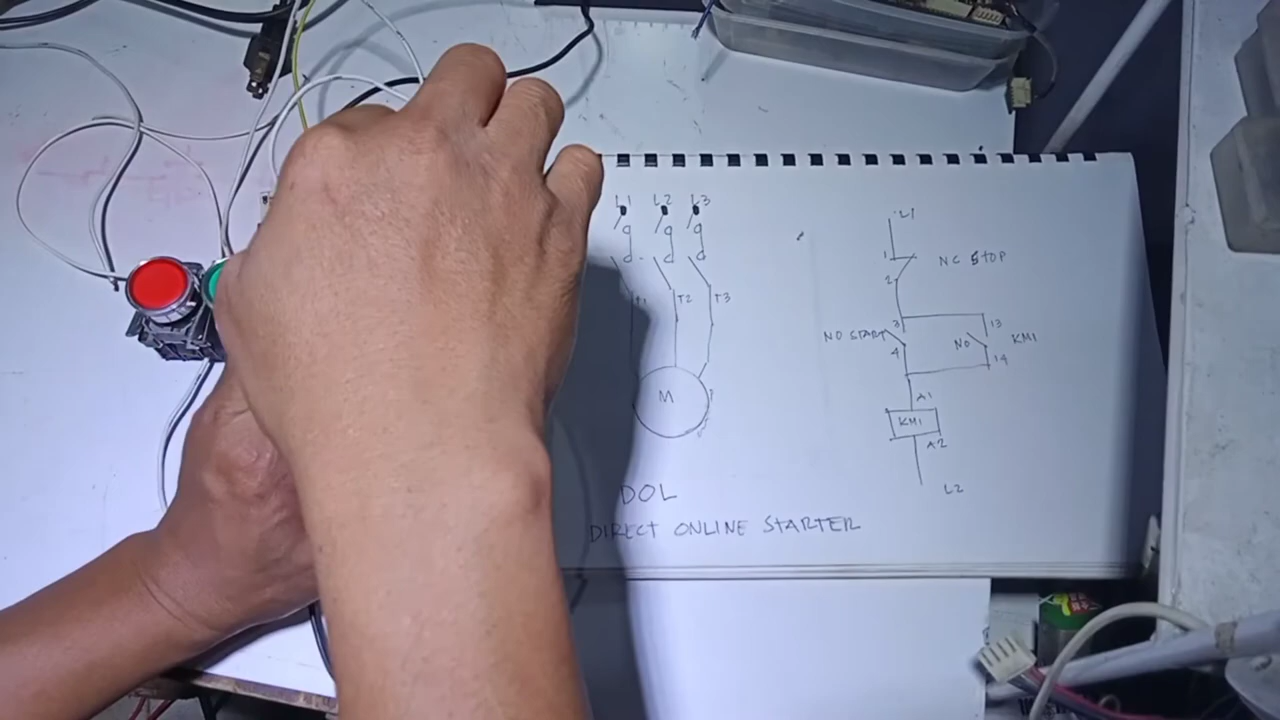 L1 L2 L3
T1 T2 T3
M
DOL
DIRECT ONLINE STARTER
L1
1
NC STOP
2
3 13
NO START NO KM1
4 14
A1
KM1
A2
L2